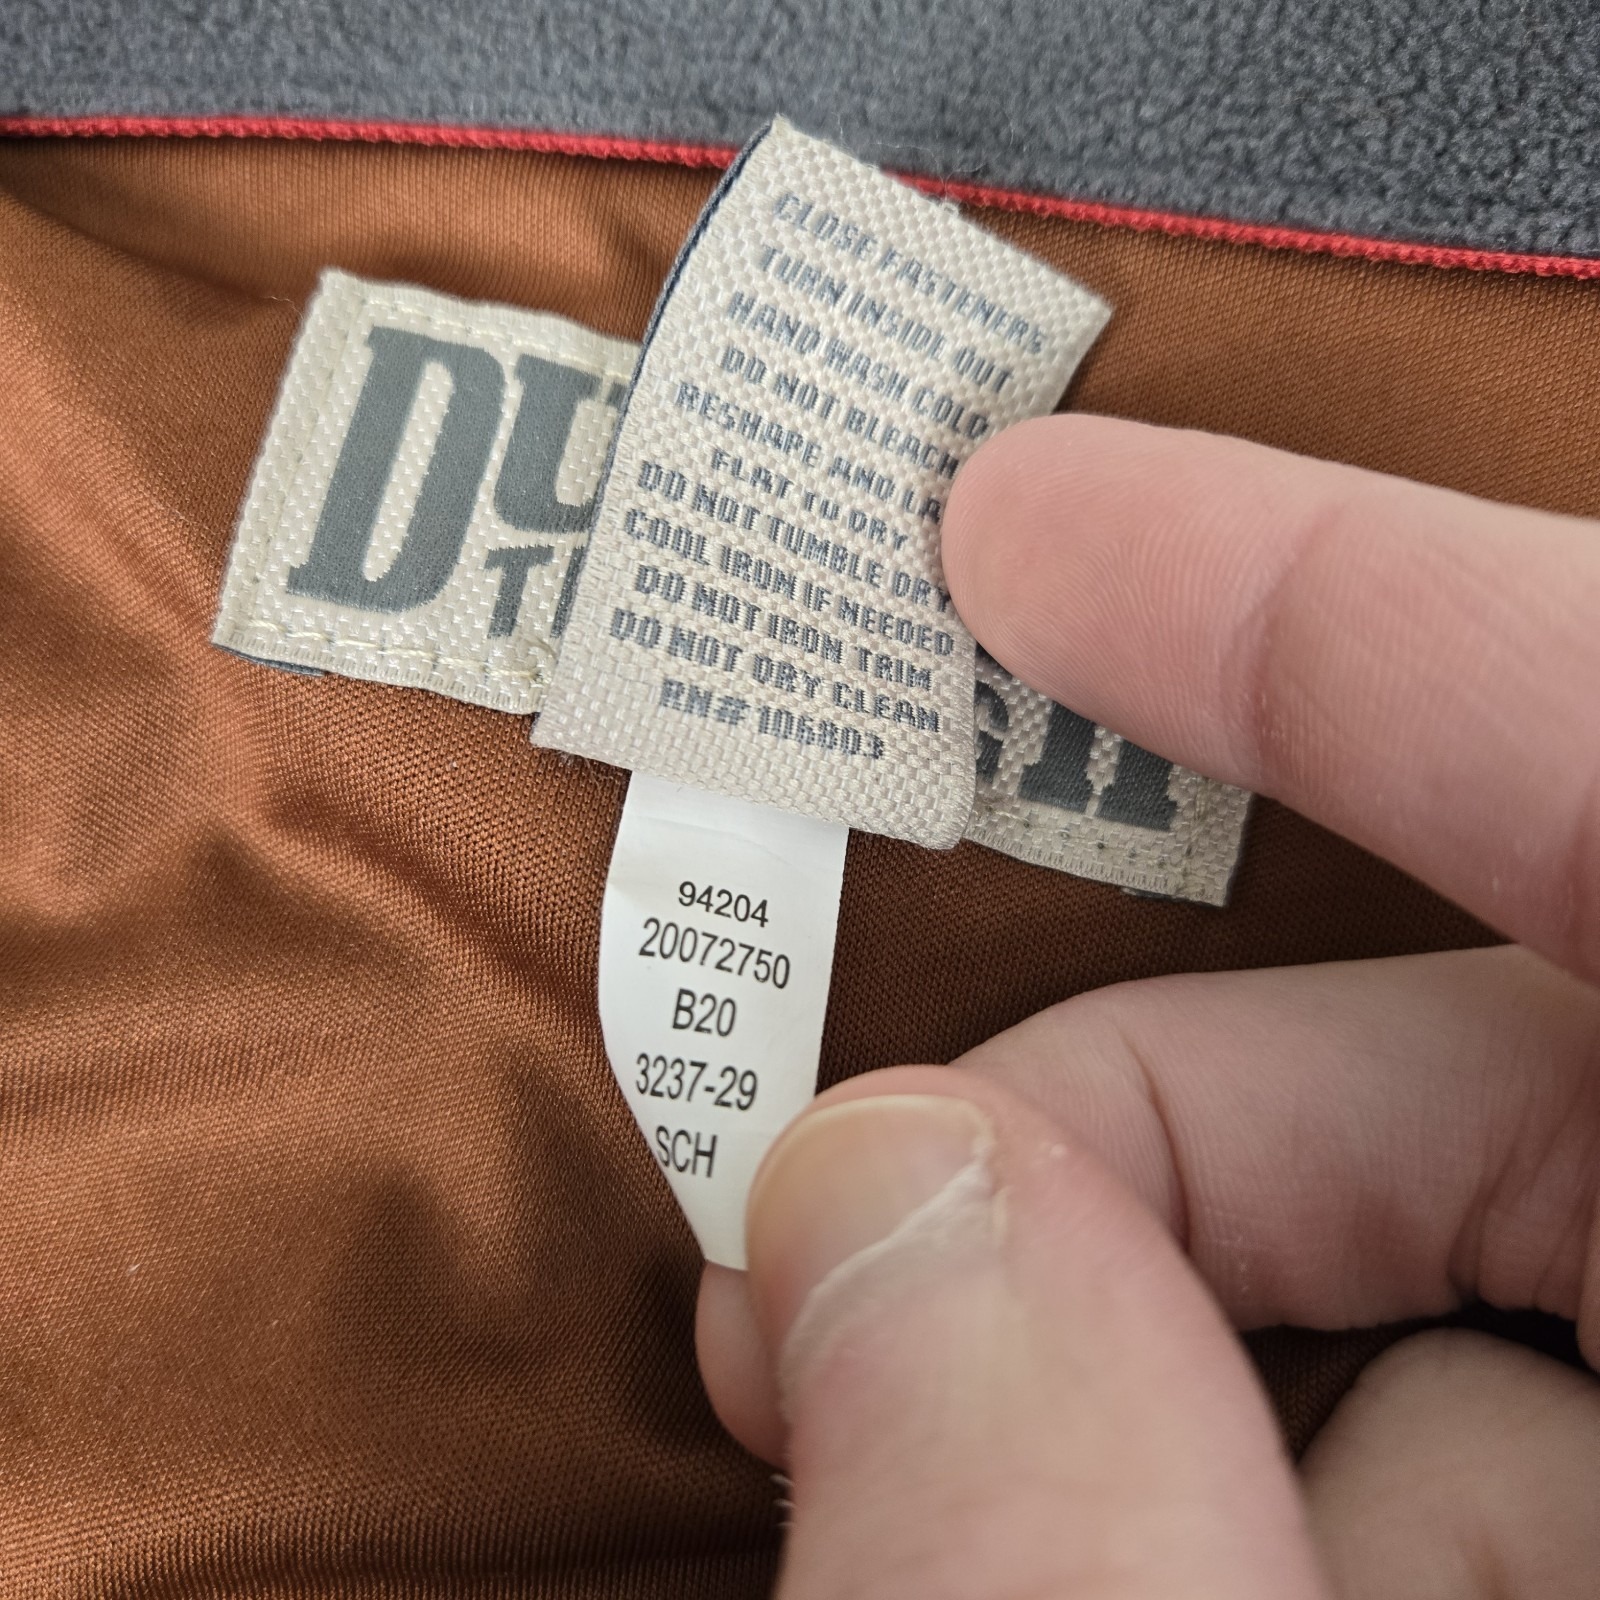 CLOSE FASTENERS
TURN INSIDE OUT
HAND WASH COLD
DO NOT BLEACH
RESHAPE AND LA
FLAT TO DRY
DO NOT TUMBLE DRY
COOL IRON IF NEEDED
DO NOT IRON TRIM
DO NOT DRY CLEAN
RN# 106803
94204
20072750
B20
3237-29
SCH